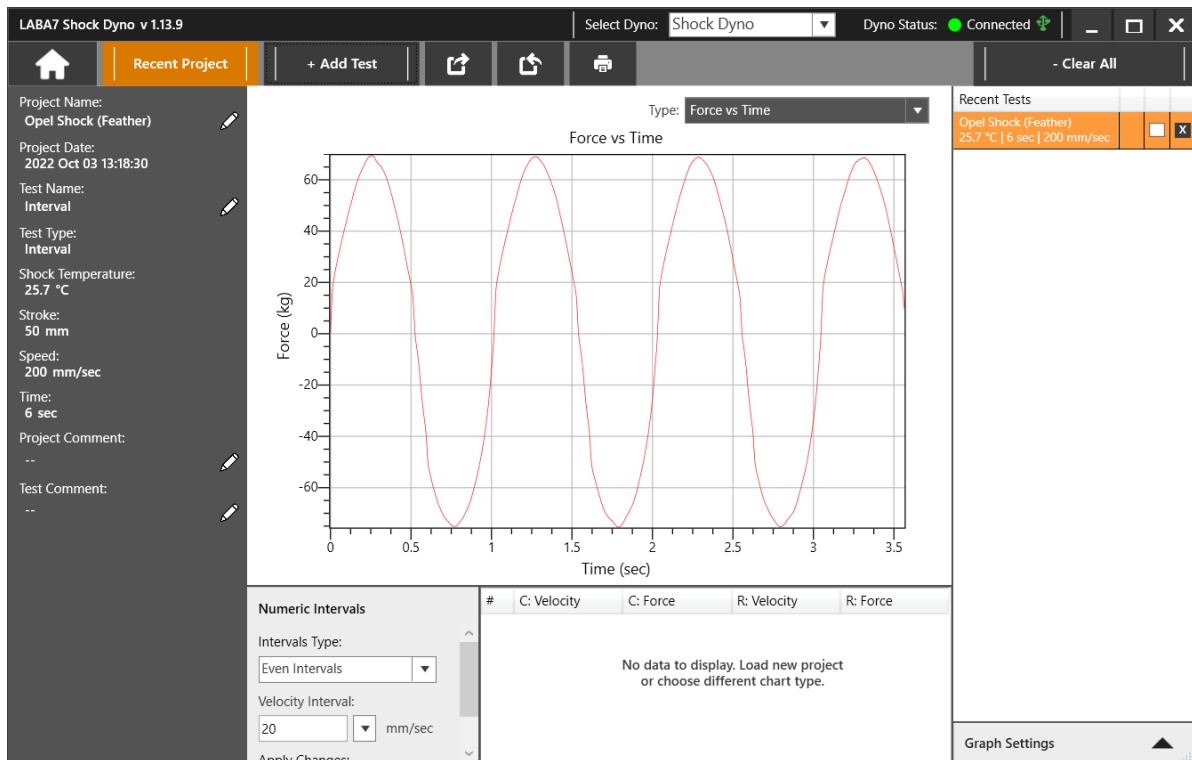 LABA7 Shock Dyno v 1.13.9
Select Dyno: Shock Dyno
Dyno Status: Connected
Recent Project
+ Add Test
- Clear All
Project Name:
Opel Shock (Feather)
Project Date:
2022 Oct 03 13:18:30
Test Name:
Interval
Test Type:
Interval
Shock Temperature:
25.7 °C
Stroke:
50 mm
Speed:
200 mm/sec
Time:
6 sec
Project Comment:
--
Test Comment:
--
Type: Force vs Time
Force vs Time
Force (kg)
60
40
20
0
-20
-40
-60
0 0.5 1 1.5 2 2.5 3 3.5
Time (sec)
Numeric Intervals
Intervals Type:
Even Intervals
Velocity Interval:
20 mm/sec
Apply Changes:
# C: Velocity C: Force R: Velocity R: Force
No data to display. Load new project
or choose different chart type.
Recent Tests
Opel Shock (Feather)
25.7 °C | 6 sec | 200 mm/sec
X
Graph Settings